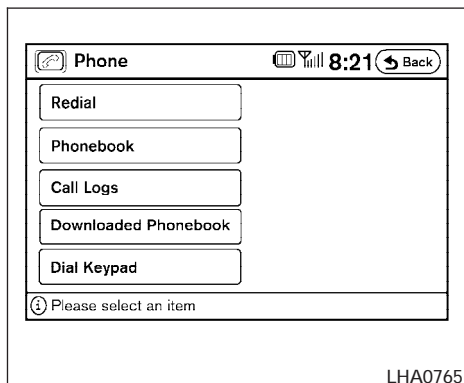 Phone 8:21 Back
Redial
Phonebook
Call Logs
Downloaded Phonebook
Dial Keypad
i Please select an item
LHA0765